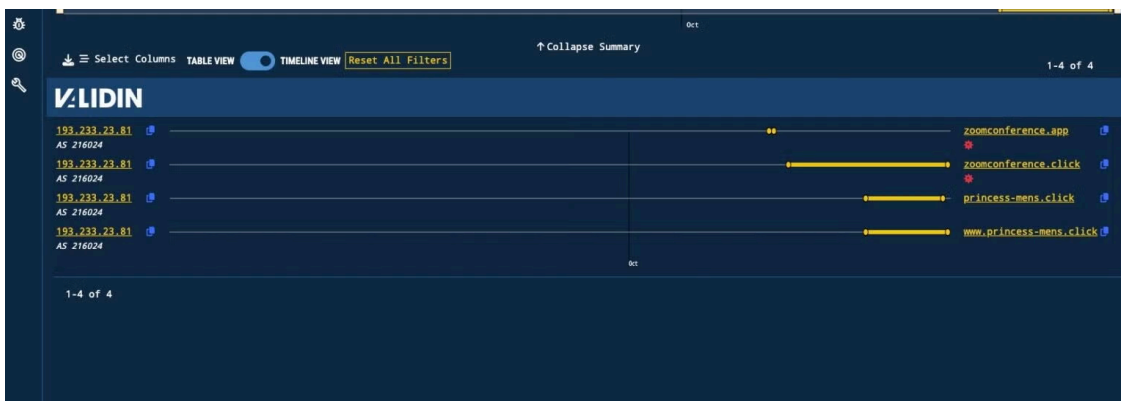 Oct
↑Collapse Summary
Select Columns TABLE VIEW TIMELINE VIEW Reset All Filters
1-4 of 4
VALIDIN
193.233.23.81 zoomconference.app
AS 216024
193.233.23.81 zoomconference.click
AS 216024
193.233.23.81 princess-mens.click
AS 216024
193.233.23.81 www.princess-mens.click
AS 216024
Oct
1-4 of 4